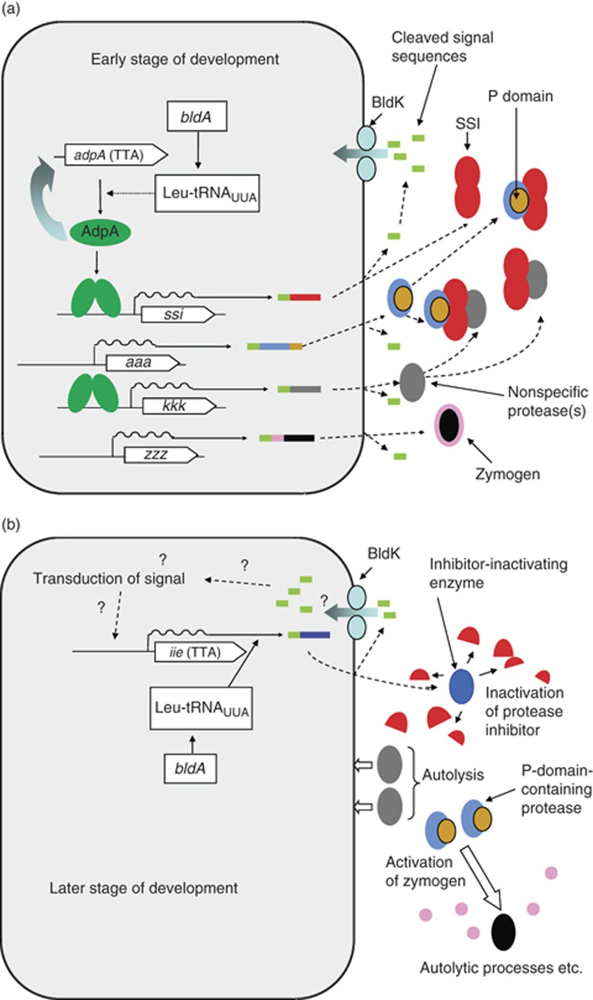 (a)
Early stage of development
Cleaved signal
sequences
bldA
BldK
P domain
SSI
adpA (TTA)
Leu-tRNAUUA
AdpA
ssi
aaa
kkk
Nonspecific
protease(s)
zzz
Zymogen
(b)
?
?
Transduction of signal
?
BldK
Inhibitor-inactivating
enzyme
?
iie (TTA)
Leu-tRNAUUA
bldA
Inactivation
of protease
inhibitor
Autolysis
P-domain-
containing
protease
Activation
of zymogen
Later stage of development
Autolytic processes etc.